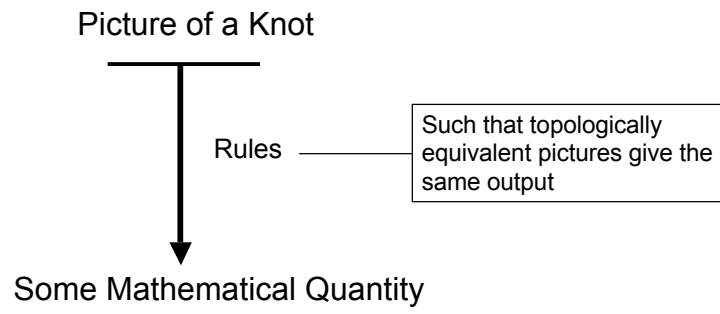 Picture of a Knot
Rules
Such that topologically
equivalent pictures give the
same output
Some Mathematical Quantity